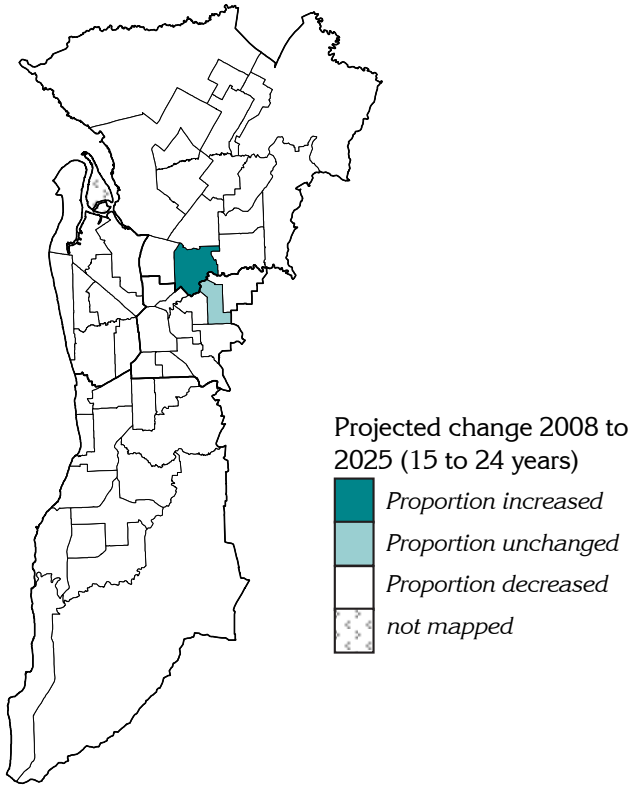 Projected change 2008 to
2025 (15 to 24 years)
Proportion increased
Proportion unchanged
Proportion decreased
not mapped